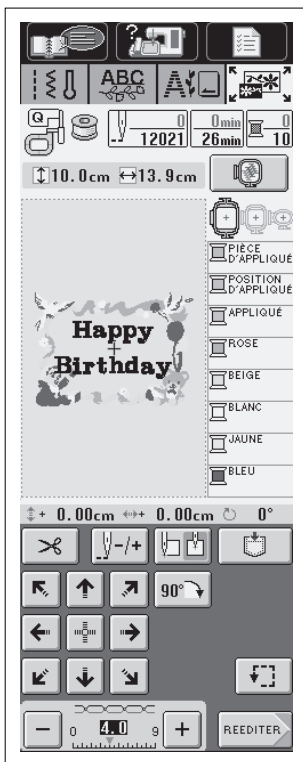 ?
ABC
A
Q
0 0min 0
12021 26min 10
10.0cm 13.9cm
PIÈCE
D'APPLIQUÉ
POSITION
D'APPLIQUÉ
APPLIQUÉ
ROSE
BEIGE
BLANC
JAUNE
BLEU
Happy
Birthday
+ 0.00cm + 0.00cm 0°
-/+
90°
- 0 4.0 9 +
REEDITER